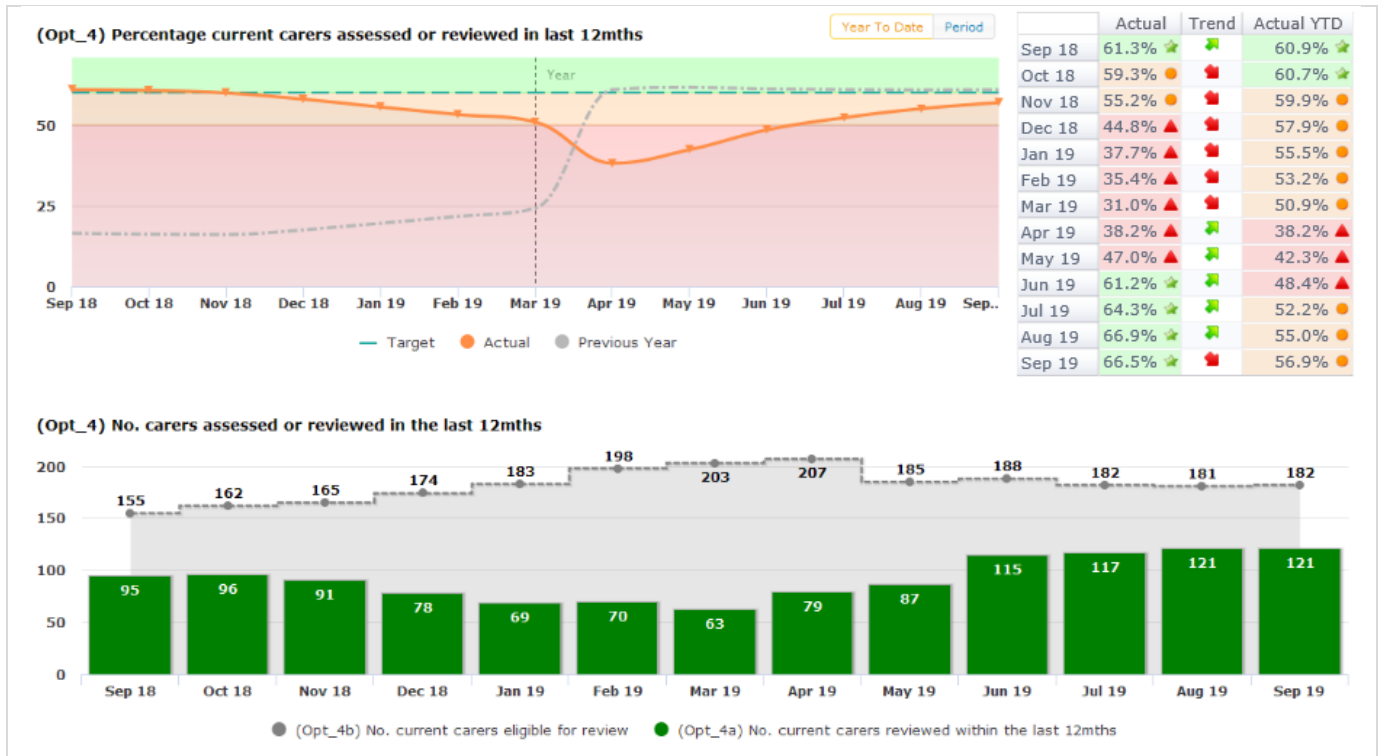 (Opt_4) Percentage current carers assessed or reviewed in last 12mths
Year To Date Period
Year
50
25
0
Sep 18 Oct 18 Nov 18 Dec 18 Jan 19 Feb 19 Mar 19 Apr 19 May 19 Jun 19 Jul 19 Aug 19 Sep..
Target Actual Previous Year
Actual Trend Actual YTD
Sep 18 61.3% 60.9%
Oct 18 59.3% 60.7%
Nov 18 55.2% 59.9%
Dec 18 44.8% 57.9%
Jan 19 37.7% 55.5%
Feb 19 35.4% 53.2%
Mar 19 31.0% 50.9%
Apr 19 38.2% 38.2%
May 19 47.0% 42.3%
Jun 19 61.2% 48.4%
Jul 19 64.3% 52.2%
Aug 19 66.9% 55.0%
Sep 19 66.5% 56.9%
(Opt_4) No. carers assessed or reviewed in the last 12mths
200
150
100
50
0
155 162 165 174 183 198 203 207 185 188 182 181 182
95 96 91 78 69 70 63 79 87 115 117 121 121
Sep 18 Oct 18 Nov 18 Dec 18 Jan 19 Feb 19 Mar 19 Apr 19 May 19 Jun 19 Jul 19 Aug 19 Sep 19
(Opt_4b) No. current carers eligible for review (Opt_4a) No. current carers reviewed within the last 12mths